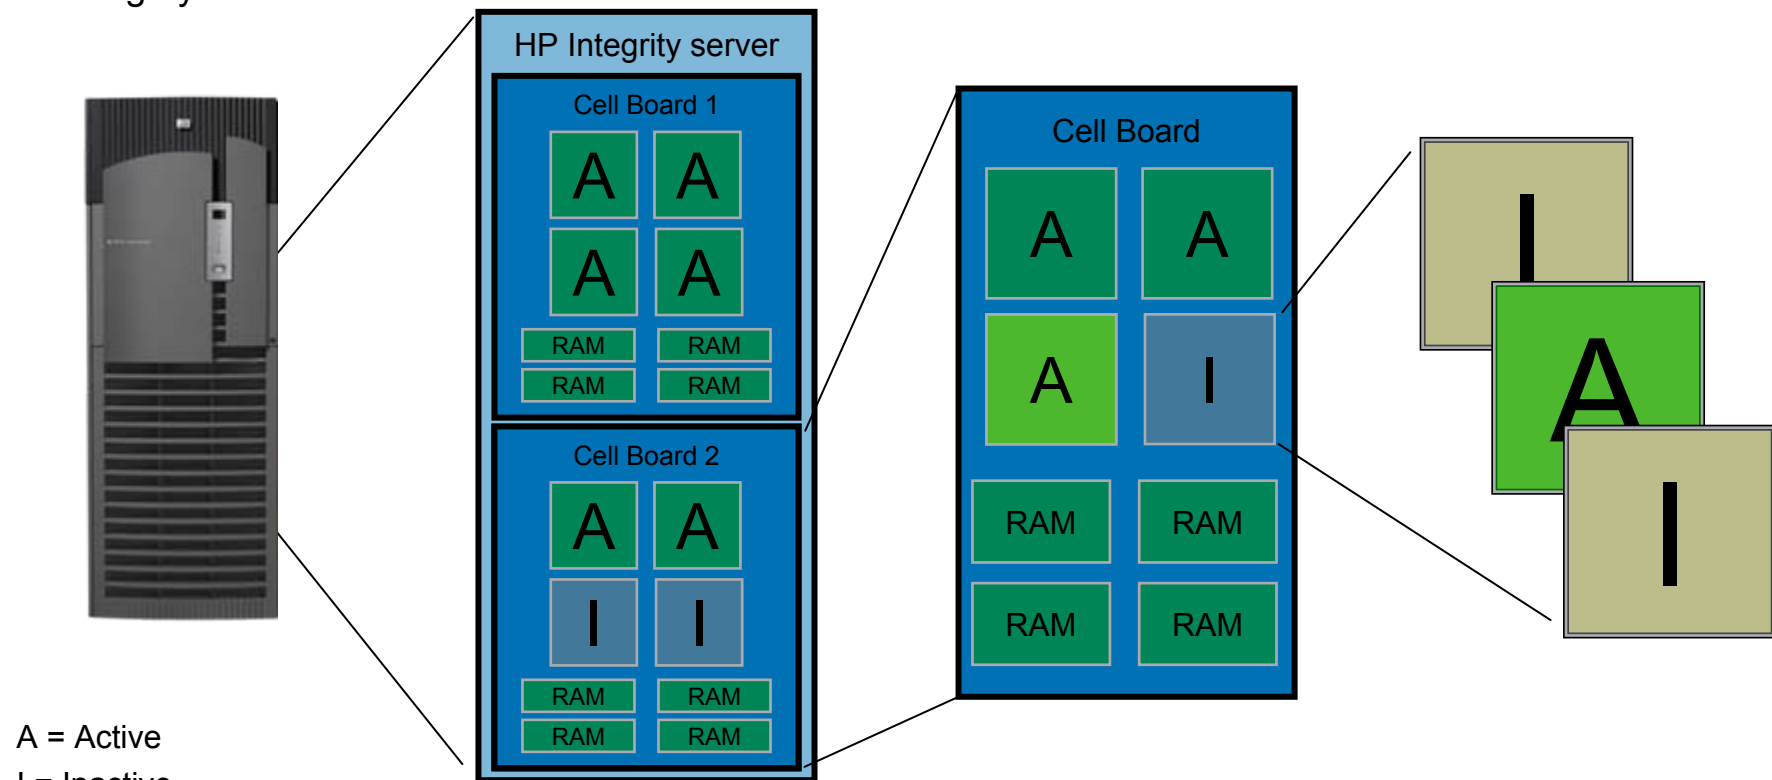 HP Integrity server
Cell Board 1
A A
A A
RAM RAM
RAM RAM
Cell Board 2
A A
I I
RAM RAM
RAM RAM
Cell Board
A A
A I
RAM RAM
RAM RAM
I
A
I
A = Active
I = Inactive